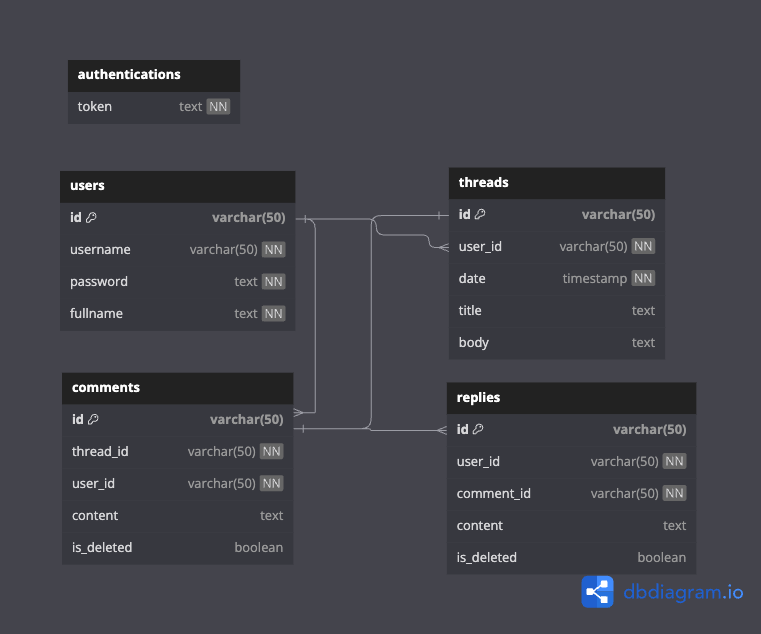 authentications
token text NN
users
id varchar(50)
username varchar(50) NN
password text NN
fullname text NN
threads
id varchar(50)
user_id varchar(50) NN
date timestamp NN
title text
body text
comments
id varchar(50)
thread_id varchar(50) NN
user_id varchar(50) NN
content text
is_deleted boolean
replies
id varchar(50)
user_id varchar(50) NN
comment_id varchar(50) NN
content text
is_deleted boolean
dbdiagram.io